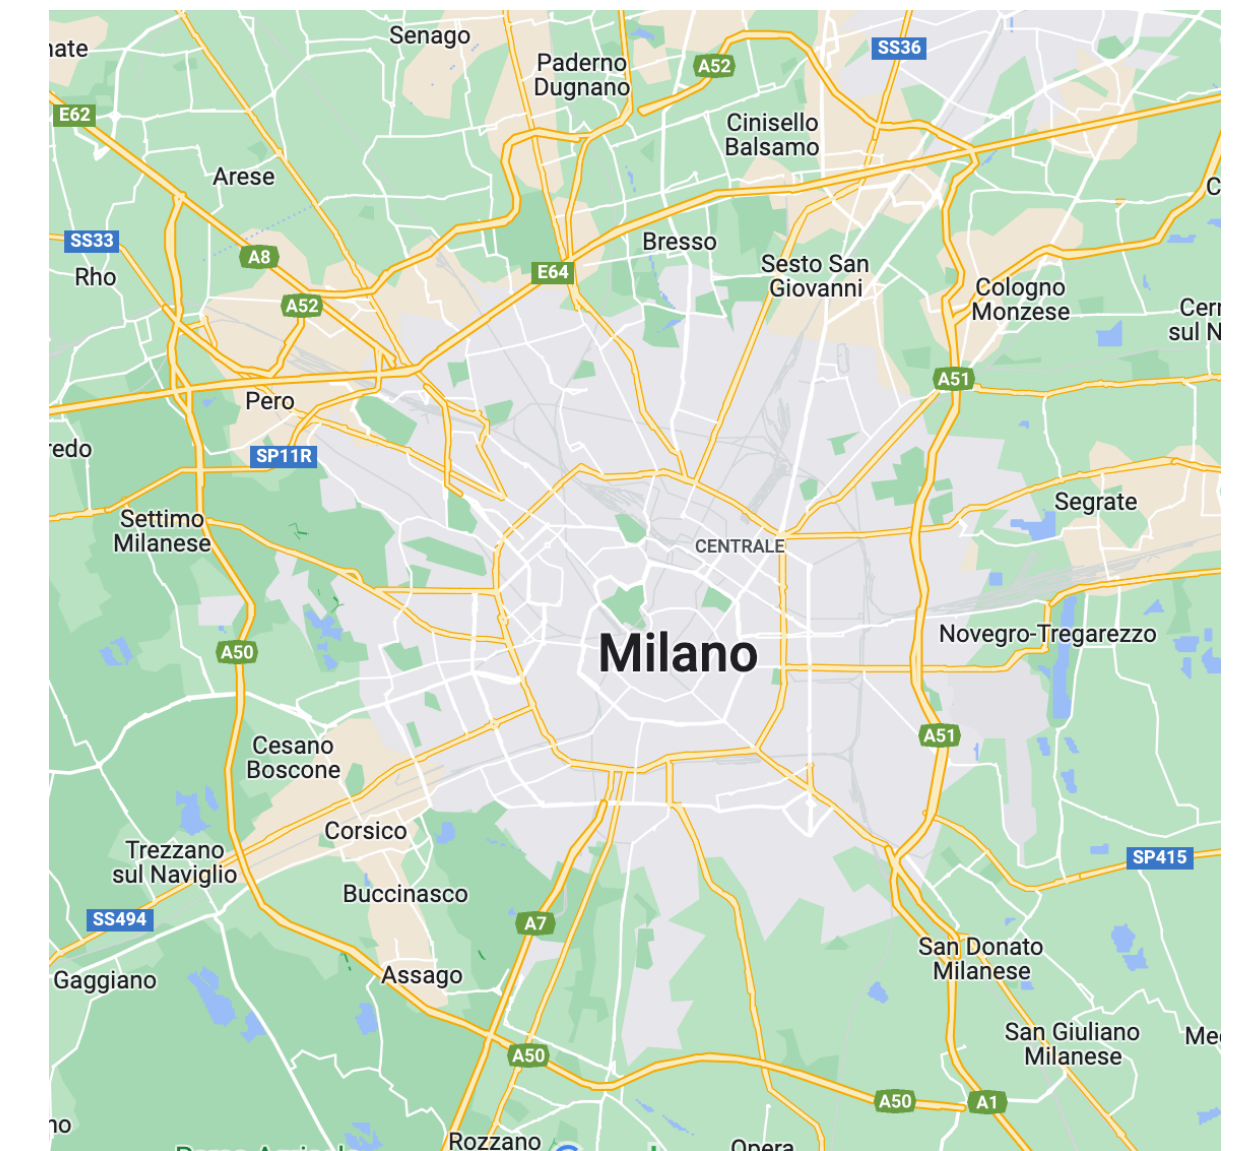 Senago
nate
SS36
Paderno
Dugnano
A52
E62
Cinisello
Balsamo
Arese
C
SS33
Bresso
A8
Rho
E64
Sesto San
Giovanni
A52
Cologno
Monzese
Cern
sul N
A51
Pero
redo
SP11R
Segrate
Settimo
Milanese
CENTRALE
Novegro-Tregarezzo
Milano
A50
A51
Cesano
Boscone
Corsico
Trezzano
sul Naviglio
SP415
Buccinasco
SS494
A7
San Donato
Milanese
Gaggiano
Assago
San Giuliano
Milanese
Me
A50
A50
A1
no
Rozzano
Opera